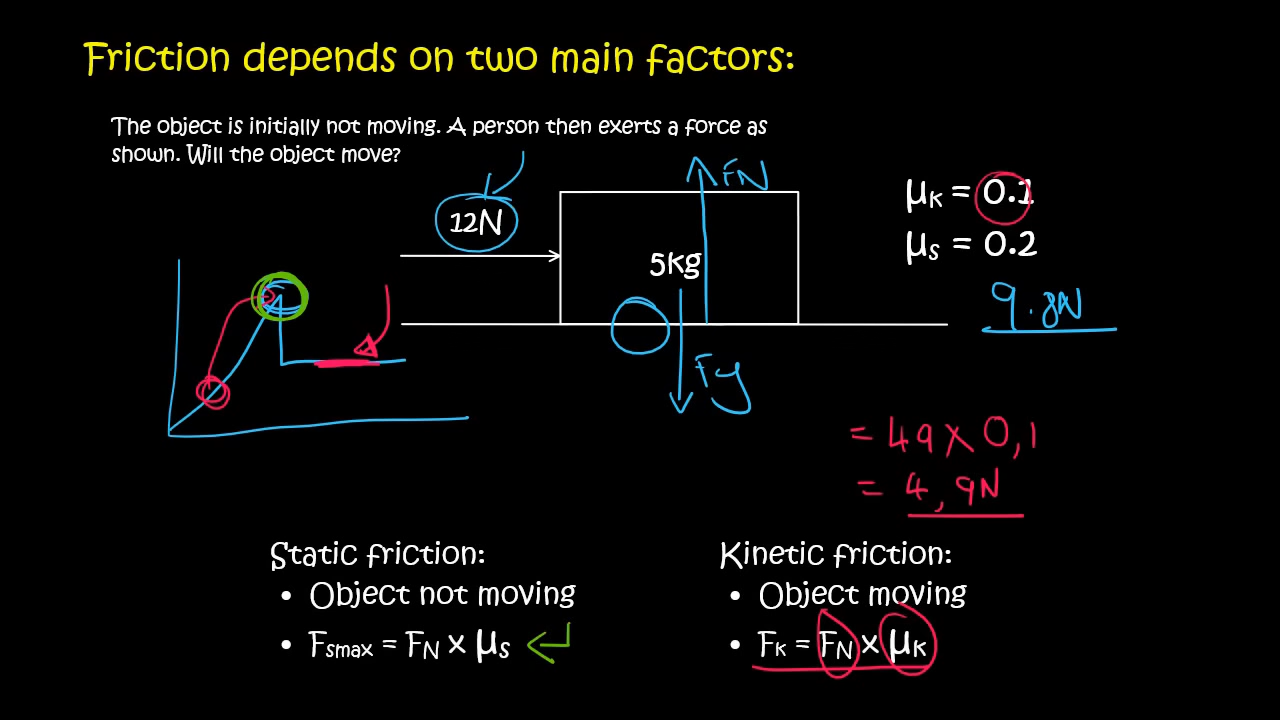 Friction depends on two main factors:
The object is initially not moving. A person then exerts a force as
shown. Will the object move?
FN
12N
μk = 0.1
μs = 0.2
5kg
9.8N
Fg
= 49 x 0,1
= 4,9N
Static friction:
• Object not moving
• Fsmax = FN x μs
Kinetic friction:
• Object moving
• Fk = FN x μk